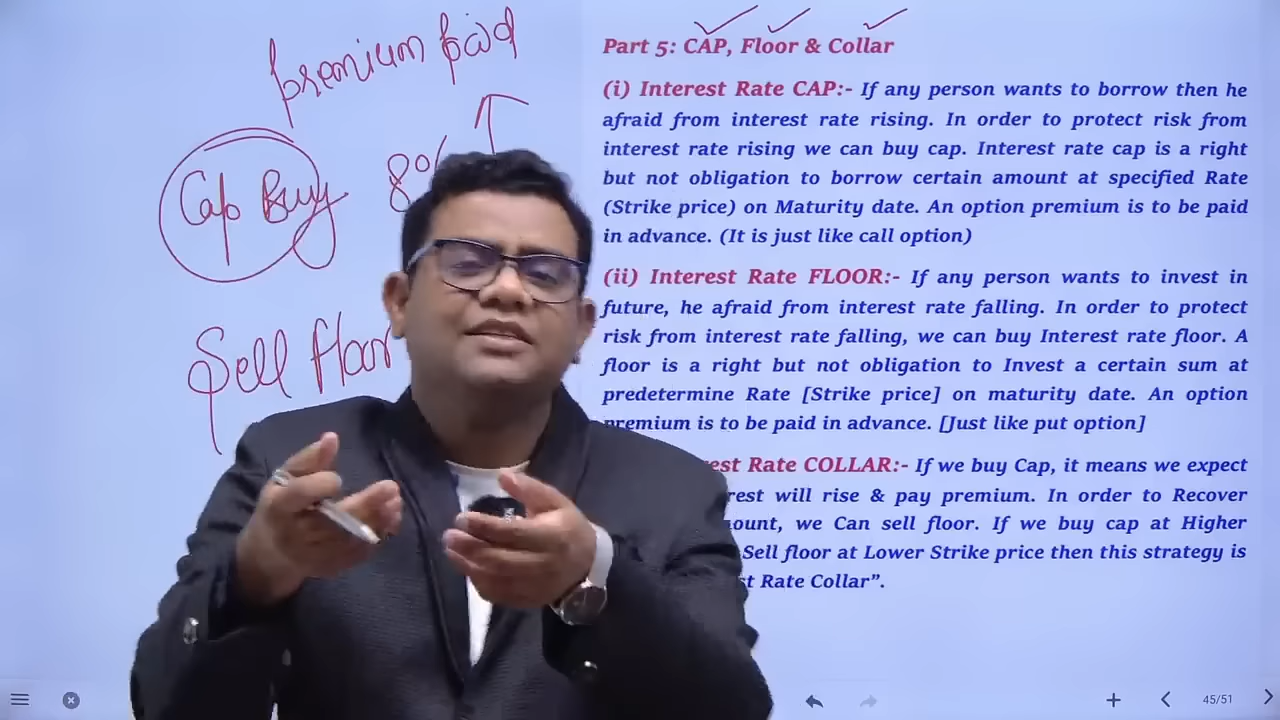 premium paid
Cap Buy 8%
Sell floor
Part 5: CAP, Floor & Collar
(i) Interest Rate CAP:- If any person wants to borrow then he
afraid from interest rate rising. In order to protect risk from
interest rate rising we can buy cap. Interest rate cap is a right
but not obligation to borrow certain amount at specified Rate
(Strike price) on Maturity date. An option premium is to be paid
in advance. (It is just like call option)
(ii) Interest Rate FLOOR:- If any person wants to invest in
future, he afraid from interest rate falling. In order to protect
risk from interest rate falling, we can buy Interest rate floor. A
floor is a right but not obligation to Invest a certain sum at
predetermine Rate [Strike price] on maturity date. An option
premium is to be paid in advance. [Just like put option]
Rate COLLAR:- If we buy Cap, it means we expect
will rise & pay premium. In order to Recover
we Can sell floor. If we buy cap at Higher
Sell floor at Lower Strike price then this strategy is
Rate Collar”.
45/51